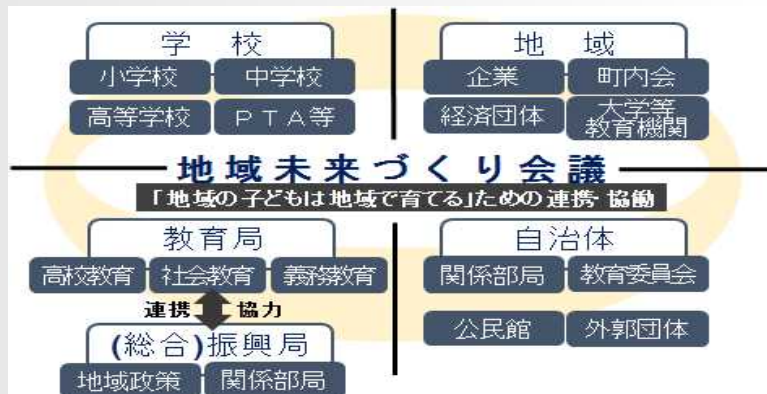 学 校
小学校 中学校
高等学校 PTA等
地 域
企業 町内会
経済団体 大学等
教育機関
地域未来づくり会議
「地域の子どもは地域で育てる」ための連携・協働
教育局
高校教育 社会教育 義務教育
連携 協力
(総合)振興局
地域政策 関係部局
自治体
関係部局 教育委員会
公民館 外郭団体